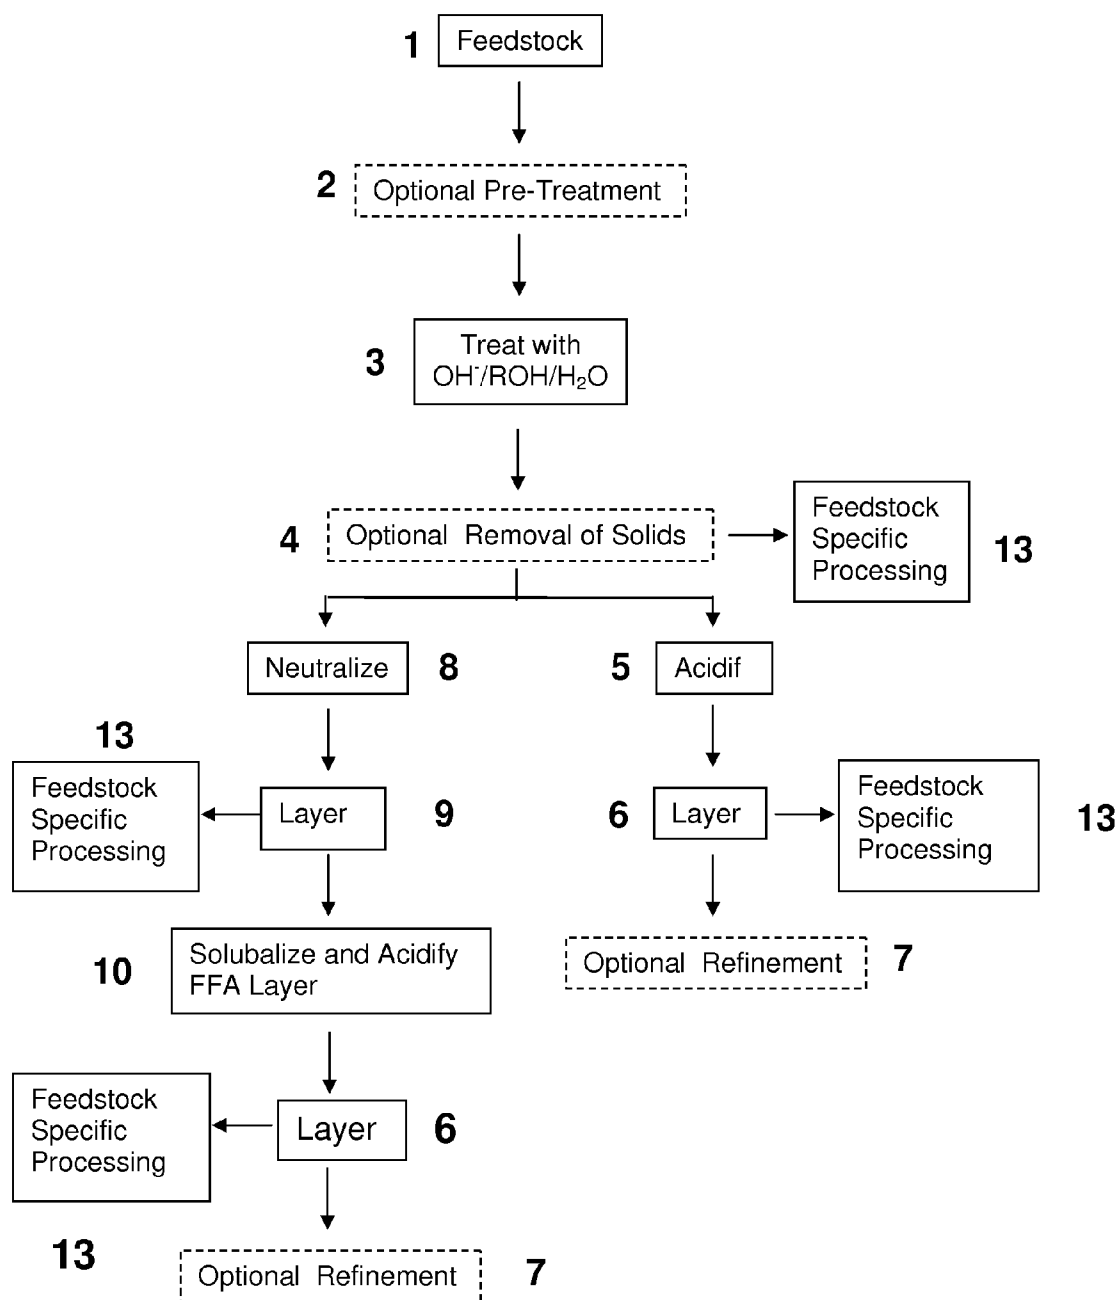 1 Feedstock
2 Optional Pre-Treatment
3 Treat with
OH⁻/ROH/H₂O
4 Optional Removal of Solids
Feedstock
Specific
Processing
13
Neutralize 8
5 Acidif
13
Feedstock
Specific
Processing
Layer 9
6 Layer
Feedstock
Specific
Processing
13
10 Solubalize and Acidify
FFA Layer
Optional Refinement 7
Feedstock
Specific
Processing
13
Layer 6
Optional Refinement 7